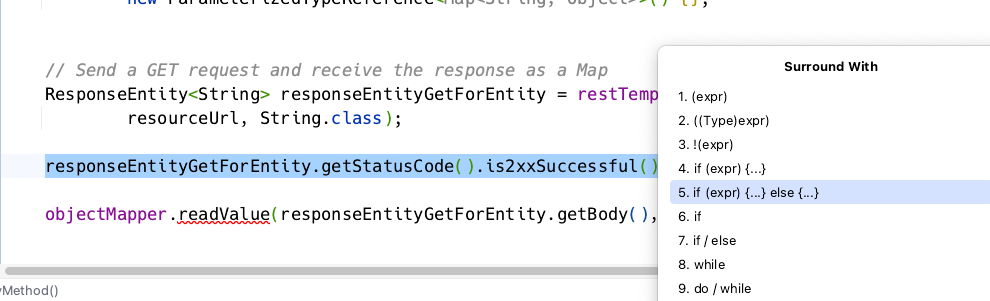 new ParameterizedTypeReference<Map<String, Object>>() {};
// Send a GET request and receive the response as a Map
ResponseEntity<String> responseEntityGetForEntity = restTemp
resourceUrl, String.class);
responseEntityGetForEntity.getStatusCode().is2xxSuccessful()
objectMapper.readValue(responseEntityGetForEntity.getBody(),
Method()
Surround With
1. (expr)
2. ((Type)expr)
3. !(expr)
4. if (expr) {...}
5. if (expr) {...} else {...}
6. if
7. if / else
8. while
9. do / while